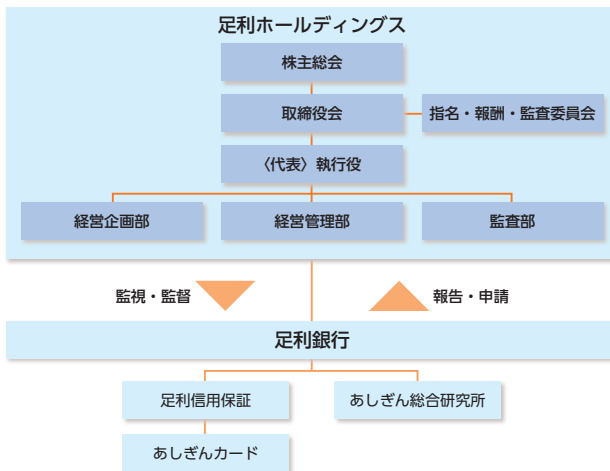 足利ホールディングス
株主総会
取締役会
指名・報酬・監査委員会
〈代表〉執行役
経営企画部
経営管理部
監査部
監視・監督
報告・申請
足利銀行
足利信用保証
あしぎん総合研究所
あしぎんカード